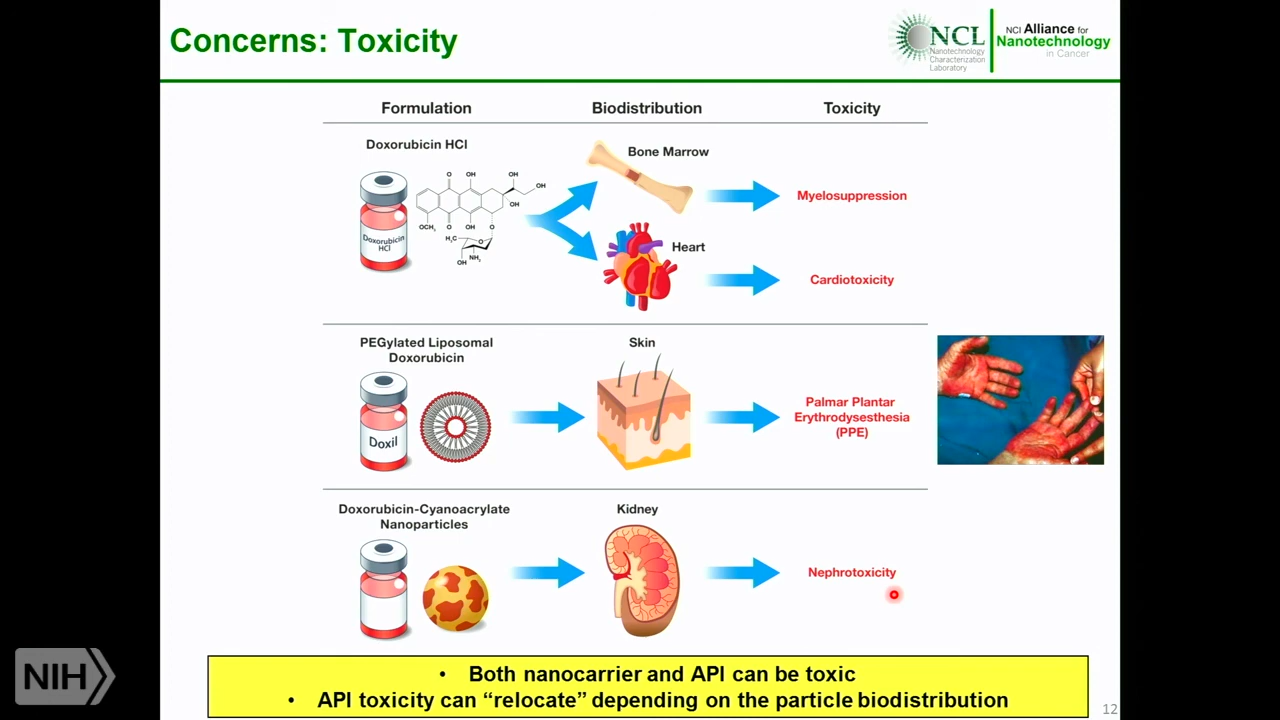 Concerns: Toxicity
NCL
Nanotechnology
Characterization
Laboratory
NCI Alliance for
Nanotechnology
in Cancer
Formulation
Biodistribution
Toxicity
Doxorubicin HCl
Doxorubicin
HCl
O OH O
OH
OH
OH
OCH3 O OH O
H3C
O
NH2
OH
Bone Marrow
Myelosuppression
Heart
Cardiotoxicity
PEGylated Liposomal
Doxorubicin
Doxil
Skin
Palmar Plantar
Erythrodysesthesia
(PPE)
Doxorubicin-Cyanoacrylate
Nanoparticles
Kidney
Nephrotoxicity
• Both nanocarrier and API can be toxic
• API toxicity can “relocate” depending on the particle biodistribution
12
NIH